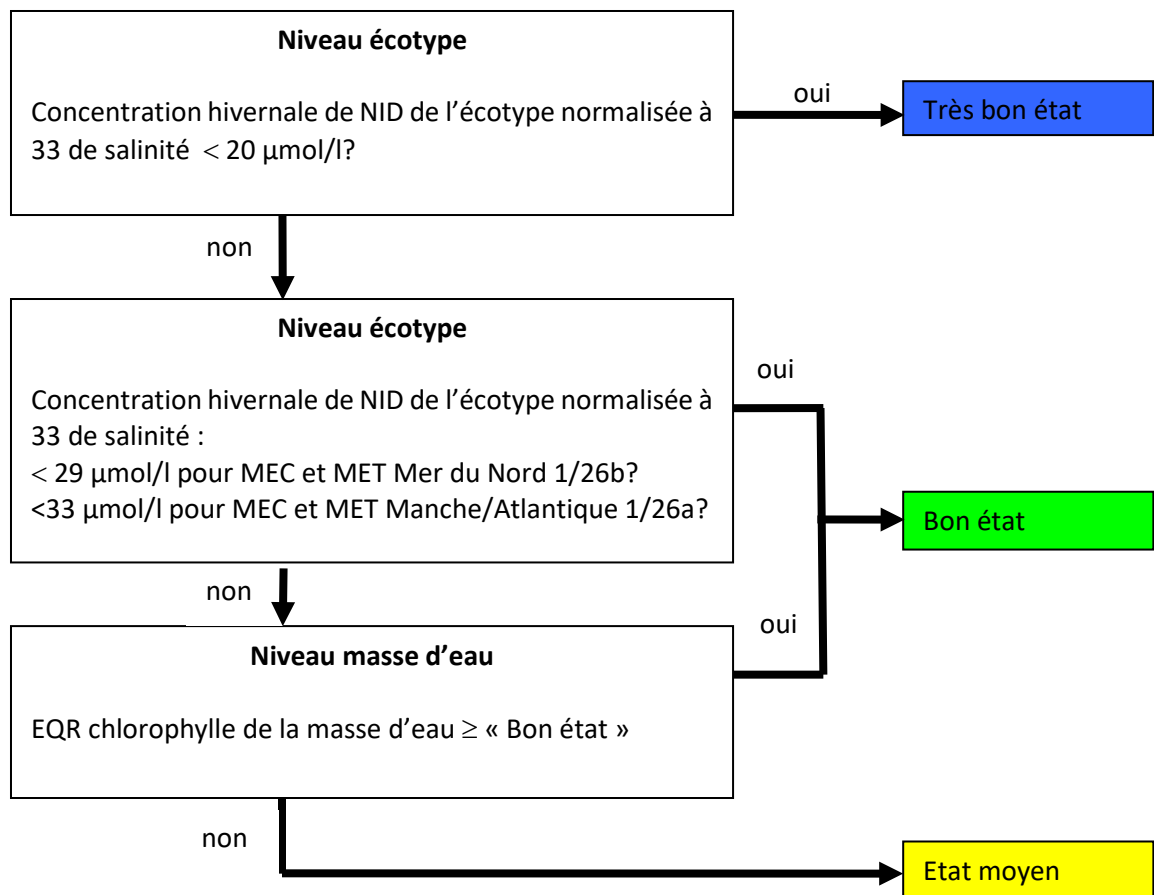 Niveau écotype
Concentration hivernale de NID de l’écotype normalisée à
33 de salinité < 20 µmol/l?
oui
Très bon état
non
Niveau écotype
Concentration hivernale de NID de l’écotype normalisée à
33 de salinité :
< 29 µmol/l pour MEC et MET Mer du Nord 1/26b?
<33 µmol/l pour MEC et MET Manche/Atlantique 1/26a?
oui
Bon état
non
Niveau masse d’eau
EQR chlorophylle de la masse d’eau ≥ « Bon état »
oui
non
Etat moyen